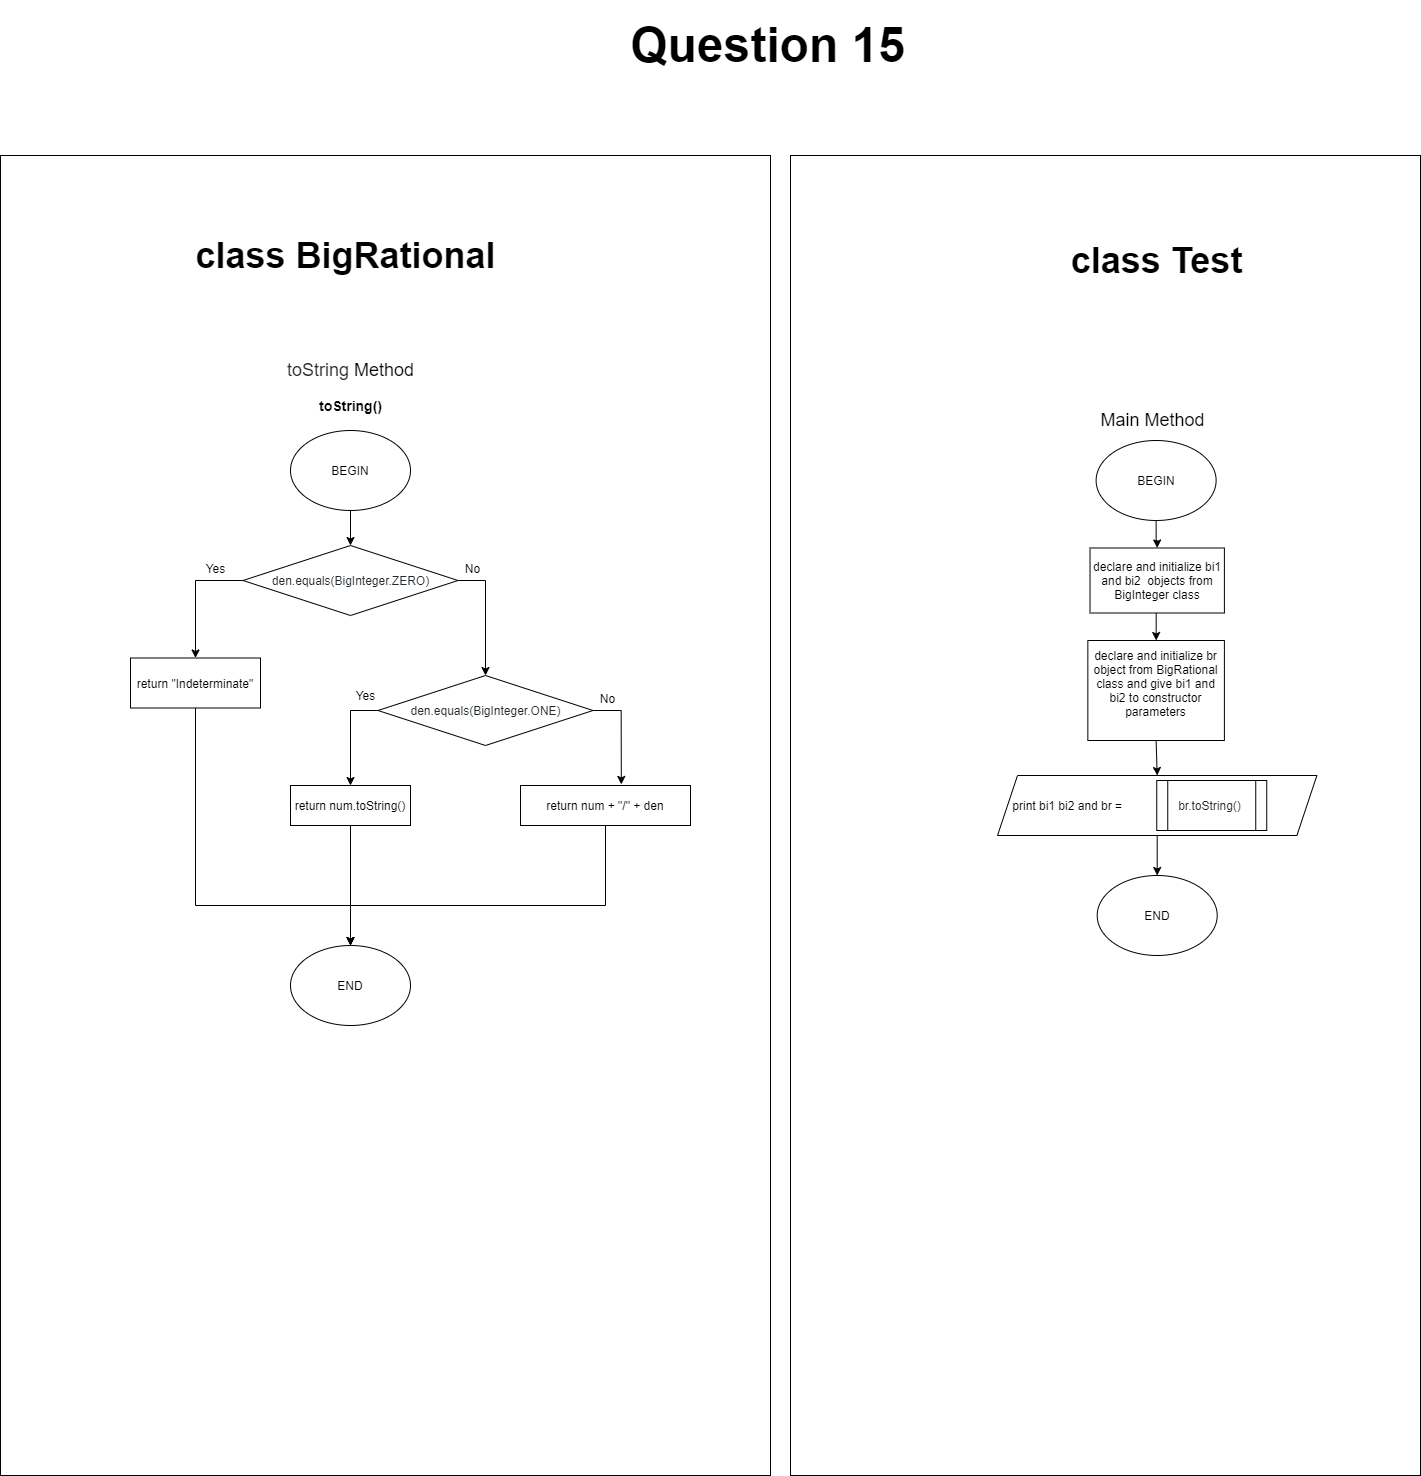 Question 15
class BigRational
toString Method
toString()
BEGIN
Yes
No
den.equals(BigInteger.ZERO)
return "Indeterminate"
Yes
No
den.equals(BigInteger.ONE)
return num.toString()
return num + "/" + den
END
class Test
Main Method
BEGIN
declare and initialize bi1
and bi2 objects from
BigInteger class
declare and initialize br
object from BigRational
class and give bi1 and
bi2 to constructor
parameters
print bi1 bi2 and br =
br.toString()
END